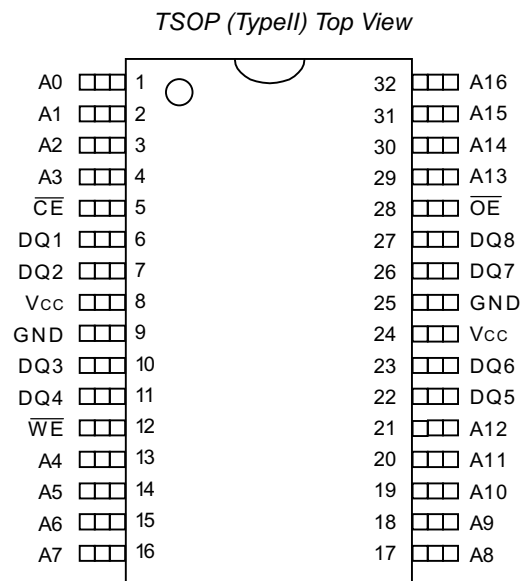 TSOP (TypeII) Top View
A0 1 32 A16
A1 2 31 A15
A2 3 30 A14
A3 4 29 A13
C̅E̅ 5 28 O̅E̅
DQ1 6 27 DQ8
DQ2 7 26 DQ7
Vcc 8 25 GND
GND 9 24 Vcc
DQ3 10 23 DQ6
DQ4 11 22 DQ5
W̅E̅ 12 21 A12
A4 13 20 A11
A5 14 19 A10
A6 15 18 A9
A7 16 17 A8